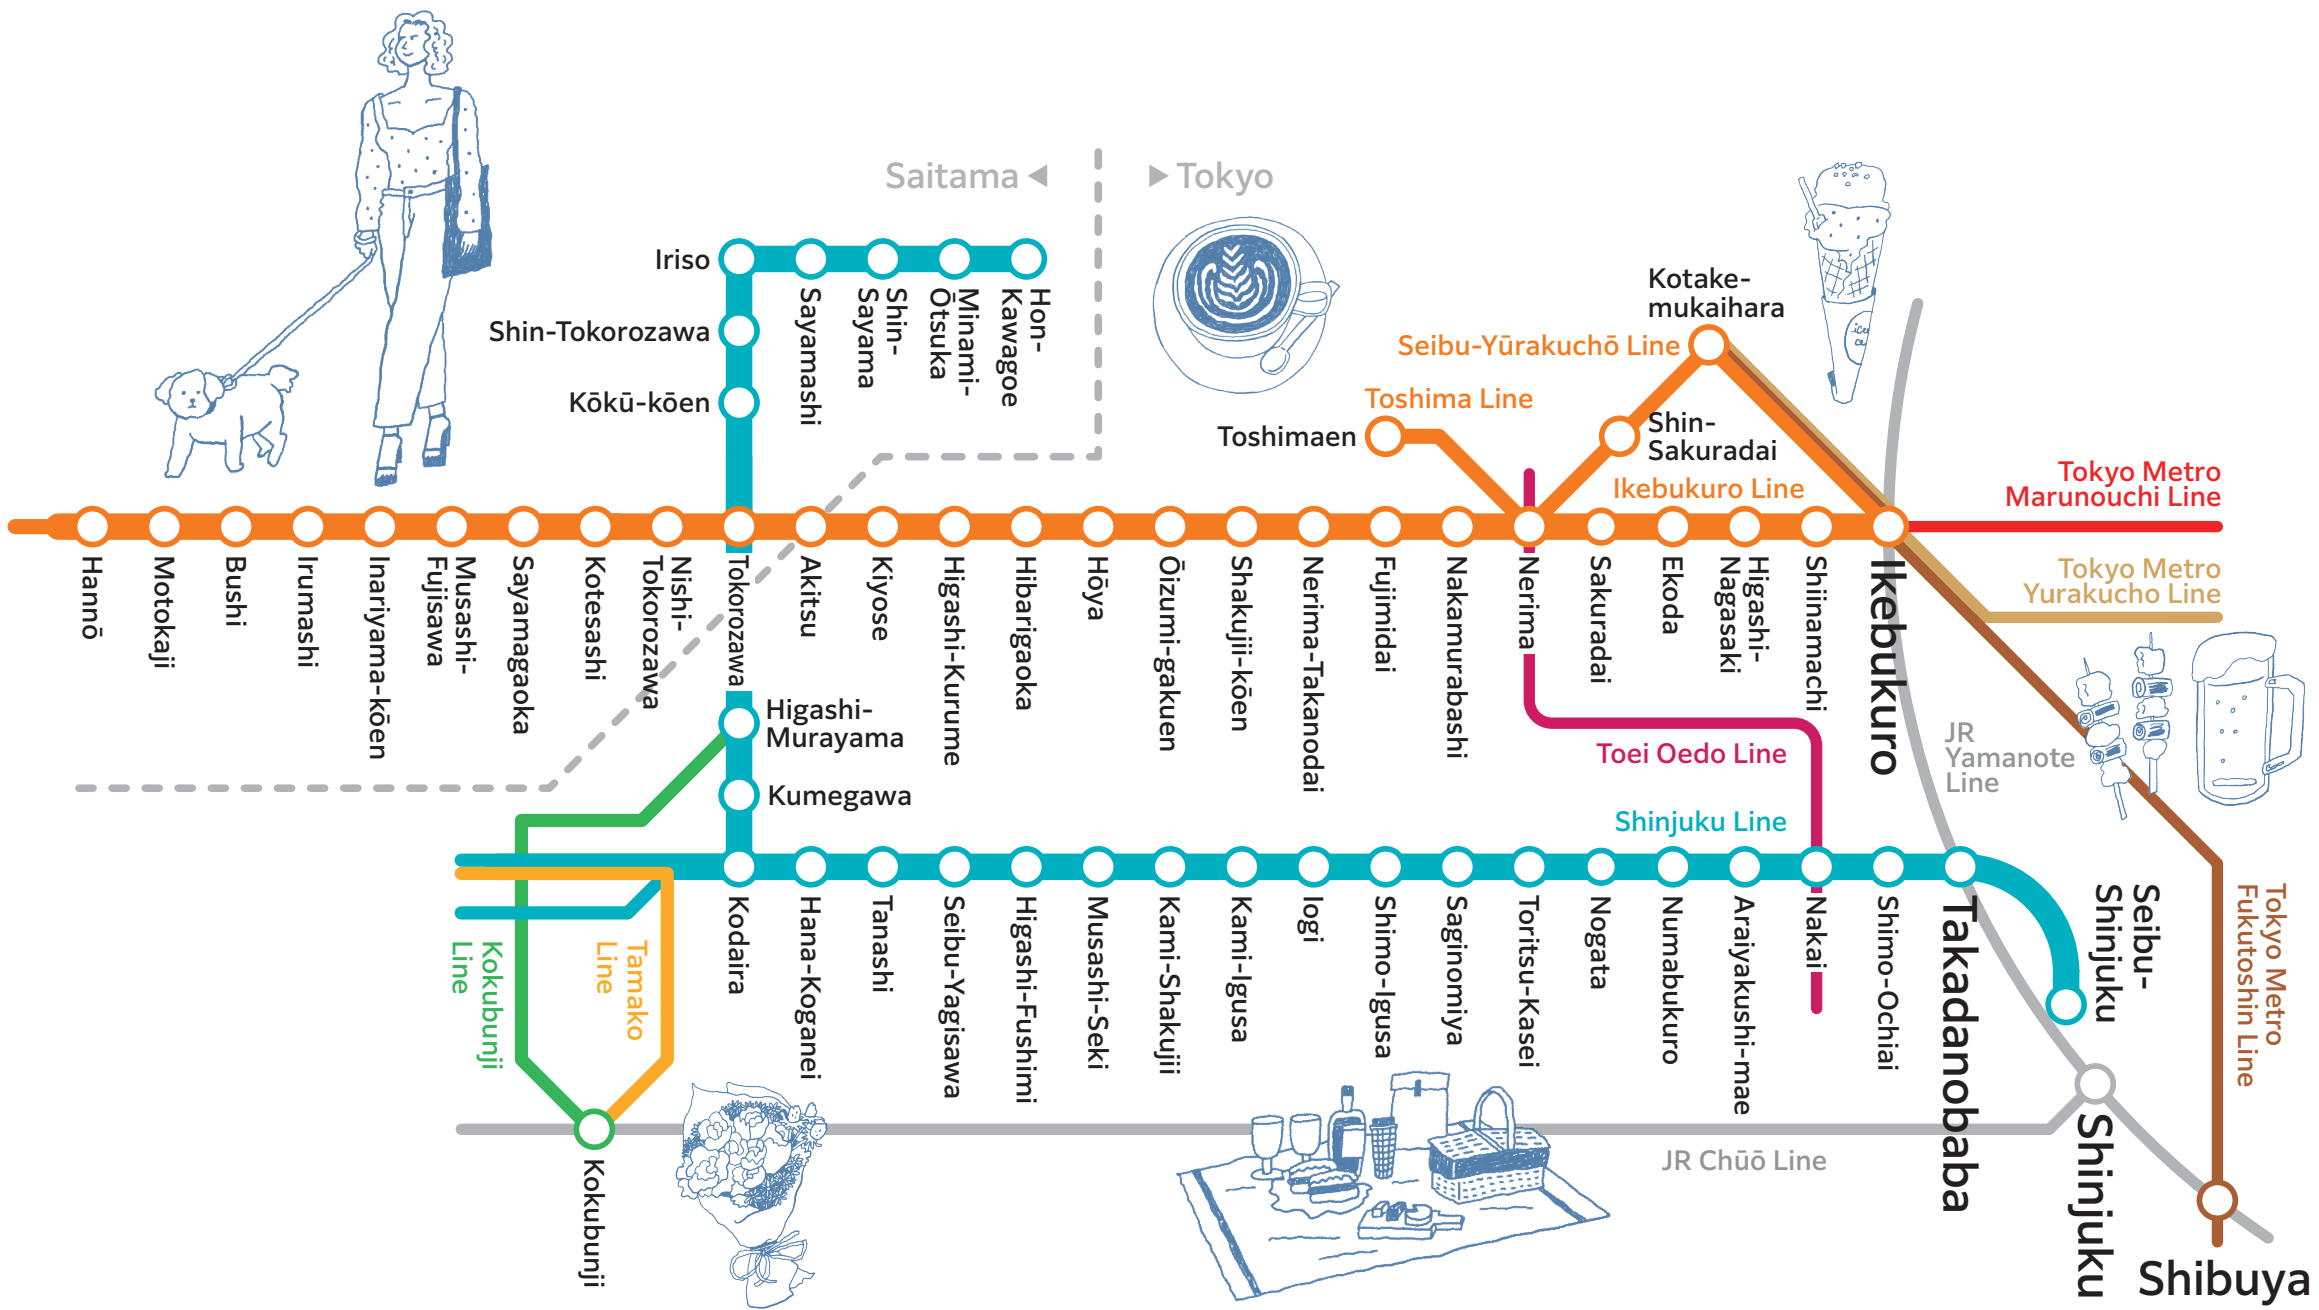 Saitama ◀
▶ Tokyo
Iriso
Shin-Tokorozawa
Kōkū-kōen
Sayamashi
Shin-
Sayama
Minami-
Ōtsuka
Hon-
Kawagoe
Kotake-
mukaihara
Seibu-Yūrakuchō Line
Toshima Line
Toshimaen
Shin-
Sakuradai
Ikebukuro Line
Tokyo Metro
Marunouchi Line
Tokyo Metro
Yurakucho Line
Hannō
Motokaji
Bushi
Irumashi
Inariyama-kōen
Musashi-
Fujisawa
Sayamagaoka
Kotesashi
Nishi-
Tokorozawa
Tokorozawa
Akitsu
Kiyose
Higashi-Kurume
Hibarigaoka
Hōya
Ōizumi-gakuen
Shakujii-kōen
Nerima-Takanodai
Fujimidai
Nakamurabashi
Nerima
Sakuradai
Ekoda
Higashi-
Nagasaki
Shiinamachi
Ikebukuro
Higashi-
Murayama
Kumegawa
JR
Yamanote
Line
Toei Oedo Line
Shinjuku Line
Kokubunji
Line
Tamako
Line
Kodaira
Hana-Koganei
Tanashi
Seibu-Yagisawa
Higashi-Fushimi
Musashi-Seki
Kami-Shakujii
Kami-Igusa
Iogi
Shimo-Igusa
Saginomiya
Toritsu-Kasei
Nogata
Numabukuro
Araiyakushi-mae
Nakai
Shimo-Ochiai
Takadanobaba
Seibu-
Shinjuku
Tokyo Metro
Fukutoshin Line
JR Chūō Line
Kokubunji
Shinjuku
Shibuya